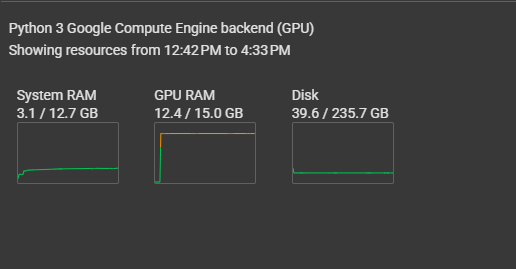 Python 3 Google Compute Engine backend (GPU)
Showing resources from 12:42 PM to 4:33 PM
System RAM
3.1 / 12.7 GB
GPU RAM
12.4 / 15.0 GB
Disk
39.6 / 235.7 GB